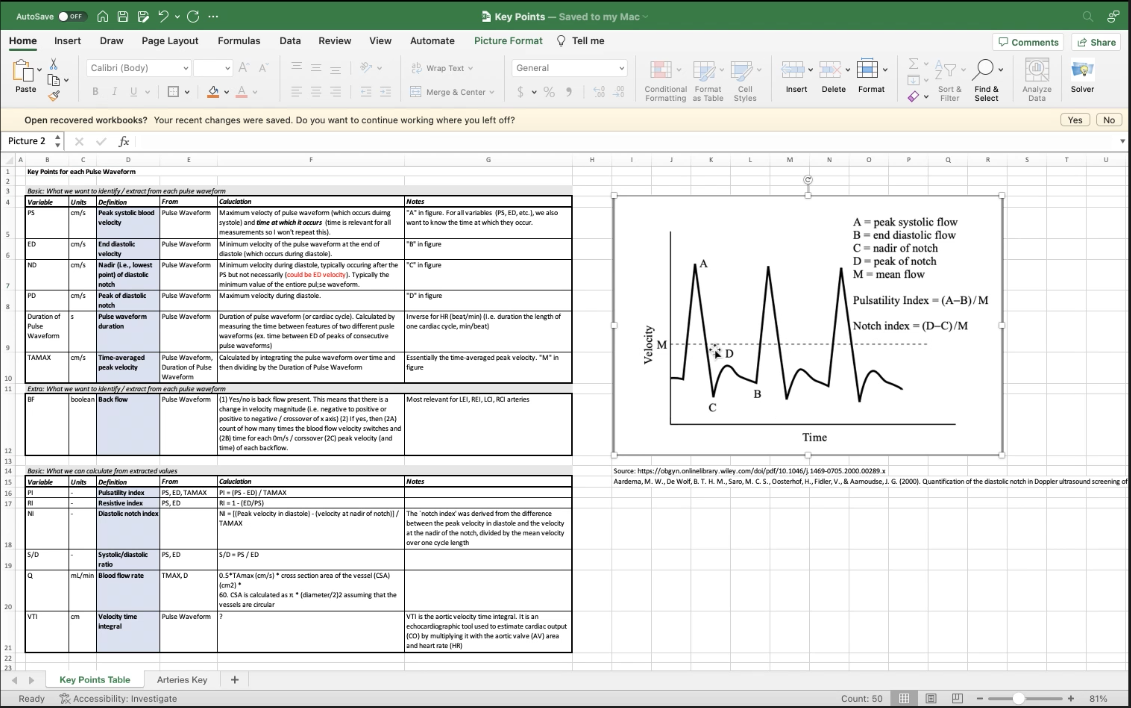 AutoSave OFF
Key Points — Saved to my Mac
Home Insert Draw Page Layout Formulas Data Review View Automate Picture Format Tell me
Comments Share
Paste
Calibri (Body)
B I U
A A
Wrap Text
Merge & Center
General
$ % 9
Conditional Formatting
Format as Table
Cell Styles
Insert Delete Format
Sort & Filter
Find & Select
Analyze Data
Solver
Open recovered workbooks? Your recent changes were saved. Do you want to continue working where you left off?
Yes No
Picture 2 fx
A B C D E F G H I J K L M N O P Q R S T U
1 Key Points for each Pulse Waveform
2
3 Basic: What we want to identify / extract from each pulse waveform
4 Variable Units Definition From Caluclation Notes
PS cm/s Peak systolic blood Pulse Waveform Maximum velocty of pulse waveform (which occurs duimg "A" in figure. For all variables (PS, ED, etc.), we also
velocity systole) and time at which it occurs (time is relevant for all want to know the time at which they occur.
5 measurements so I won't repeat this).
ED cm/s End diastolic Pulse Waveform Minimum velocity of the pulse waveform at the end of "B" in figure
6 velocity diastole (which occurs during diastole).
ND cm/s Nadir (i.e., lowest Pulse Waveform Minimum velocity during diastole, typically occuring after the "C" in figure
point) of diastolic PS but not necessarily (could be ED velocity). Typically the
7 notch minimum value of the entiore pul;se waveform.
PD cm/s Peak of diastolic Pulse Waveform Maximum velocity during diastole. "D" in figure
8 notch
Duration of s Pulse waveform Pulse Waveform Duration of pulse waveform (or cardiac cycle). Calculated by Inverse for HR (beat/min) (I.e. duration the length of
Pulse duration measuring the time between features of two different pusle one cardiac cycle, min/beat)
Waveform waveforms (ex. time between ED of peaks of consecutive
9 pulse waveforms)
TAMAX cm/s Time-averaged Pulse Waveform, Calculated by integrating the pulse waveform over time and Essentially the time-averaged peak velocity. "M" in
peak velocity Duration of Pulse then dividing by the Duration of Pulse Waveform figure
10 Waveform
11 Extra: What we want to identify / extract from each pulse waveform
BF boolean Back flow Pulse Waveform (1) Yes/no is back flow present. This means that there is a Most relevant for LEI, REI, LCI, RCI arteries
change in velocity magnitude (i.e. negative to positive or
positive to negative / crossover of x axis) (2) If yes, then (2A)
count of how many times the blood flow velocity switches and
(2B) time for each 0m/s / corssover (2C) peak velocity (and
12 time) of each backflow.
13
14 Basic: What we can calculate from extracted values
15 Variable Units Definition From Caluclation Notes
16 PI - Pulsatility index PS, ED, TAMAX PI = (PS - ED) / TAMAX
17 RI - Resistive index PS, ED RI = 1 - (ED/PS)
NI - Diastolic notch index NI = [(Peak velocity in diastole) - (velocity at nadir of notch)] / The `notch index' was derived from the difference
TAMAX between the peak velocity in diastole and the velocity
at the nadir of the notch, divided by the mean velocity
18 over one cycle length
S/D - Systolic/diastolic PS, ED S/D = PS / ED
19 ratio
Q mL/min Blood flow rate TMAX, D 0.5*TAmax (cm/s) * cross section area of the vessel (CSA)
(cm2) *
60. CSA is calculated as π * (diameter/2)2 assuming that the
20 vessels are circular
VTI cm Velocity time Pulse Waveform ? VTI is the aortic velocity time integral. It is an
integral echocardiographic tool used to estimate cardiac output
(CO) by multiplying it with the aortic valve (AV) area
21 and heart rate (HR)
22
23
A = peak systolic flow
B = end diastolic flow
C = nadir of notch
D = peak of notch
M = mean flow
Pulsatility Index = (A–B)/M
Notch index = (D–C)/M
Velocity
M
A
D
B
C
Time
Source: https://obgyn.onlinelibrary.wiley.com/doi/pdf/10.1046/j.1469-0705.2000.00289.x
Aardema, M. W., De Wolf, B. T. H. M., Saro, M. C. S., Oosterhof, H., Fidler, V., & Aarnoudse, J. G. (2000). Quantification of the diastolic notch in Doppler ultrasound screening of
Key Points Table Arteries Key +
Ready Accessibility: Investigate Count: 50 81%